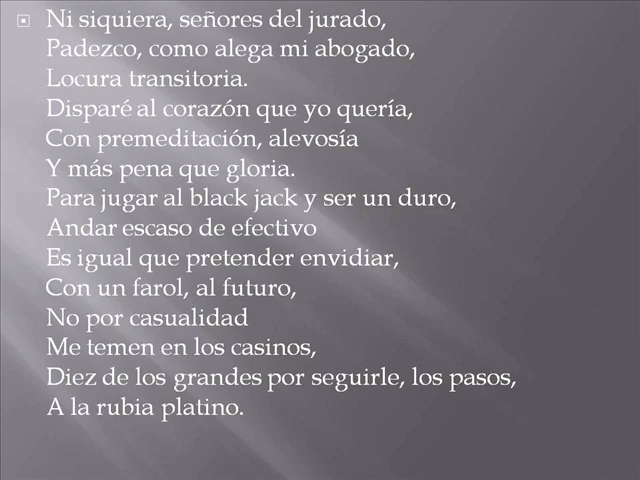 Ni siquiera, señores del jurado,
Padezco, como alega mi abogado,
Locura transitoria.
Disparé al corazón que yo quería,
Con premeditación, alevosía
Y más pena que gloria.
Para jugar al black jack y ser un duro,
Andar escaso de efectivo
Es igual que pretender envidiar,
Con un farol, al futuro,
No por casualidad
Me temen en los casinos,
Diez de los grandes por seguirle, los pasos,
A la rubia platino.